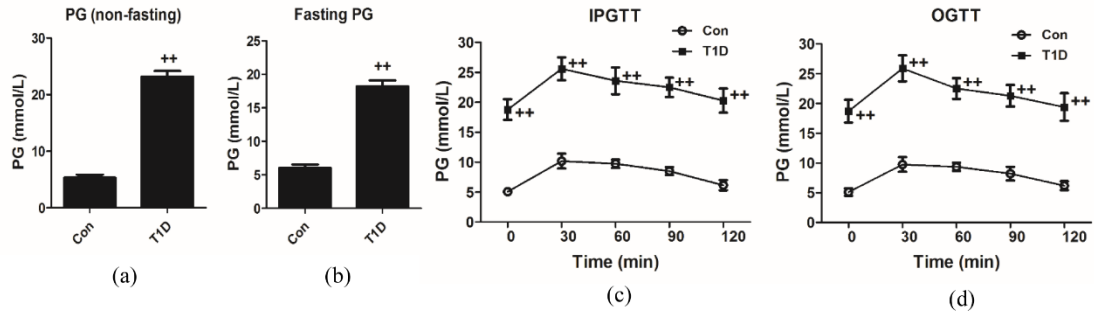 PG (non-fasting)
PG (mmol/L)
30
20
10
0
++
Con
T1D
(a)
Fasting PG
PG (mmol/L)
25
20
15
10
5
0
++
Con
T1D
(b)
IPGTT
Con
T1D
PG (mmol/L)
30
25
20
15
10
5
0
++
++
++
++
++
0 30 60 90 120
Time (min)
(c)
OGTT
Con
T1D
PG (mmol/L)
30
25
20
15
10
5
0
++
++
++
++
++
0 30 60 90 120
Time (min)
(d)